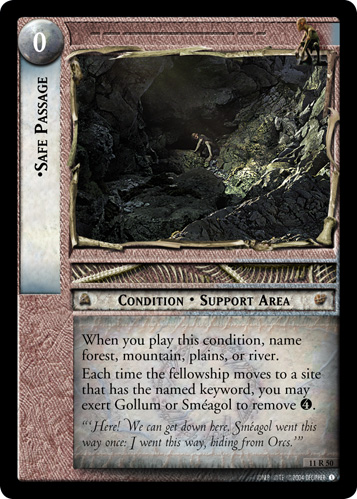 0
•Safe Passage
Condition • Support Area
When you play this condition, name
forest, mountain, plains, or river.
Each time the fellowship moves to a site
that has the named keyword, you may
exert Gollum or Sméagol to remove 4.
“‘Here! We can get down here. Sméagol went this
way once: I went this way, hiding from Orcs.’”
11 R 50